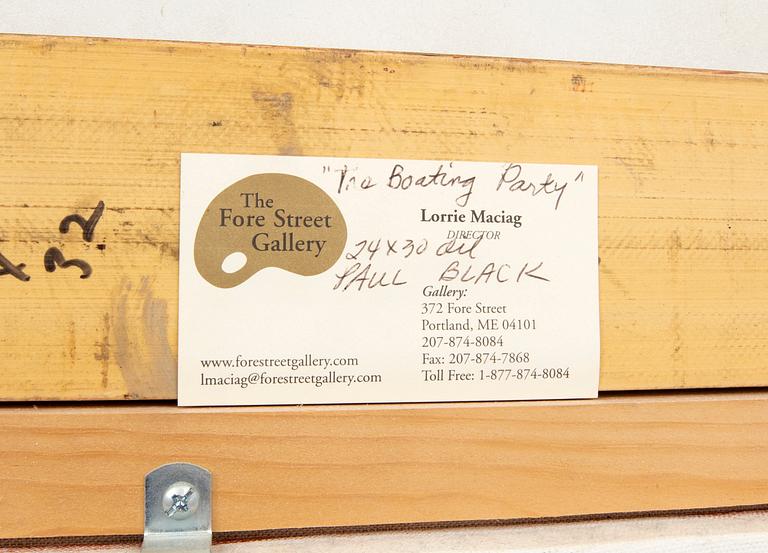 "The Boating Party"
The
Fore Street
Gallery
Lorrie Maciag
DIRECTOR
24 x 30 oil
PAUL BLACK
Gallery:
372 Fore Street
Portland, ME 04101
207-874-8084
Fax: 207-874-7868
Toll Free: 1-877-874-8084
www.forestreetgallery.com
lmaciag@forestreetgallery.com
x 32